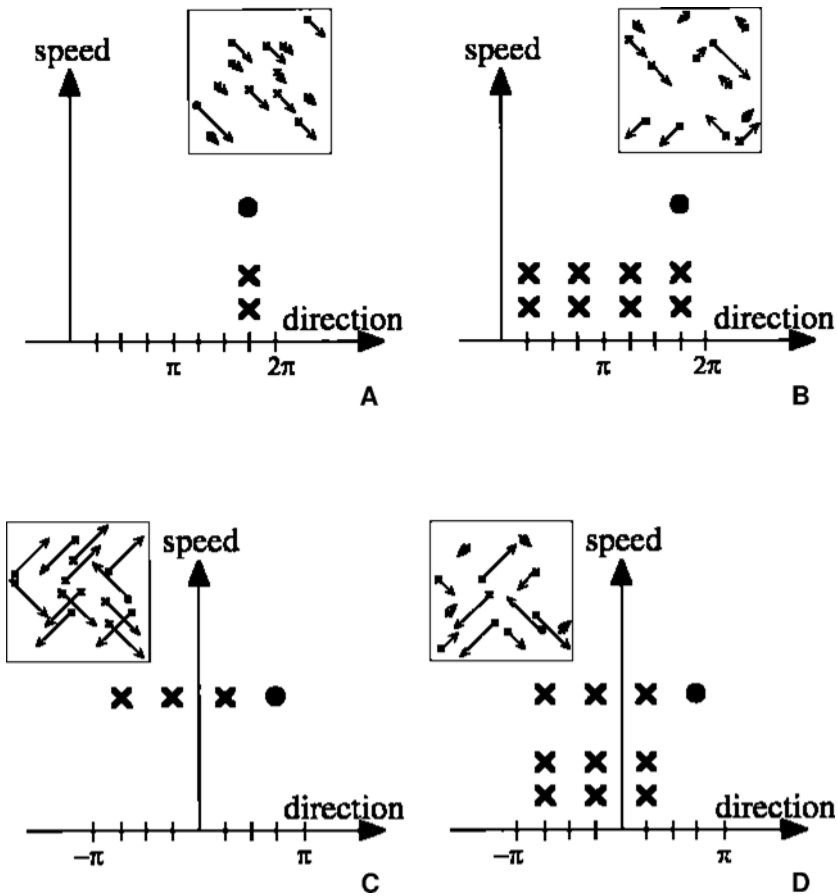 speed
direction
π
2π
A
speed
direction
π
2π
B
speed
direction
-π
π
C
speed
direction
-π
π
D